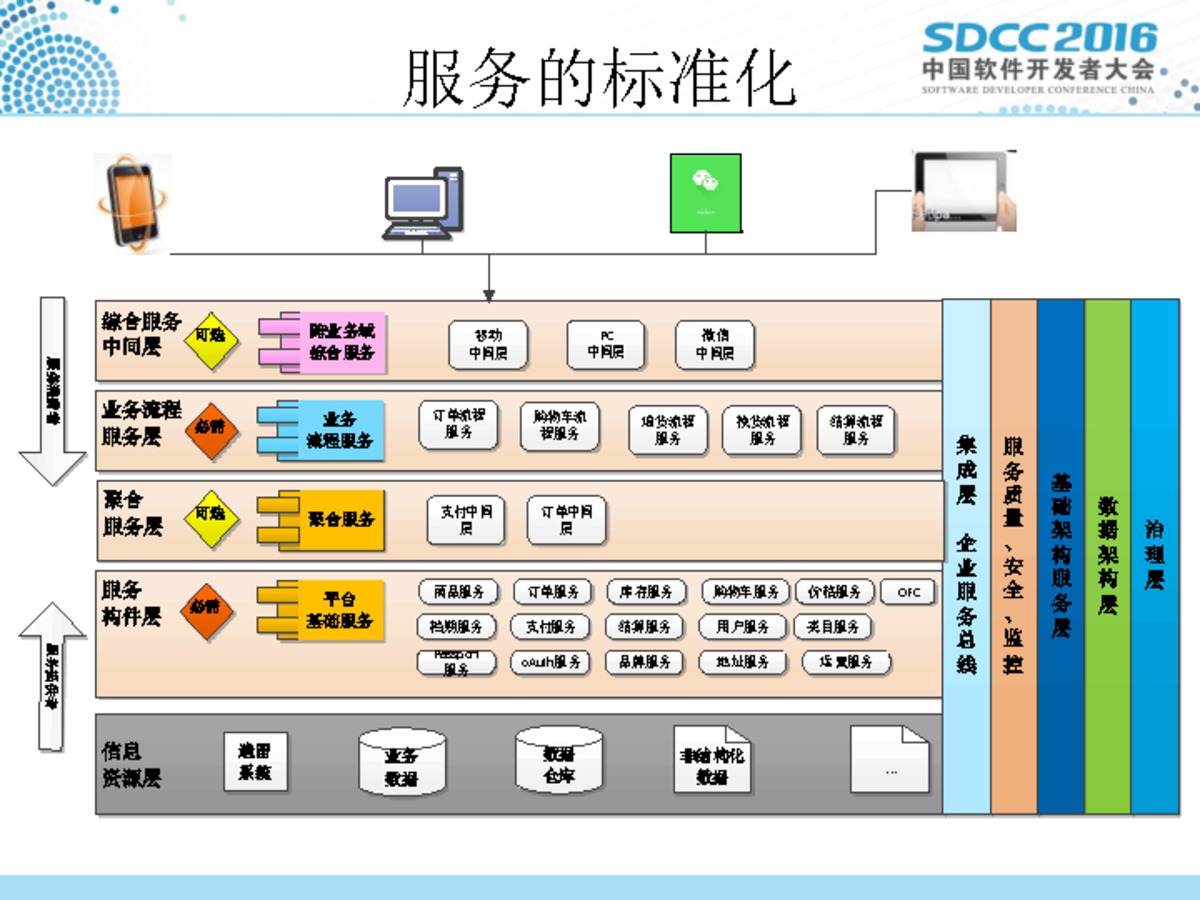 服务的标准化
SDCC 2016
中国软件开发者大会
SOFTWARE DEVELOPER CONFERENCE CHINA
综合服务
中间层
可选
跨业务域
综合服务
移动
中间层
PC
中间层
微信
中间层
业务流程
服务层
必需
业务
流程服务
订单流程
服务
购物车流
程服务
退货流程
服务
换货流程
服务
结算流程
服务
聚合
服务层
可选
聚合服务
支付中间
层
订单中间
层
服务
构件层
必需
平台
基础服务
商品服务
订单服务
库存服务
购物车服务
价格服务
OFC
档期服务
支付服务
结算服务
用户服务
类目服务
Passport
服务
oAuth服务
品牌服务
地址服务
运费服务
信息
资源层
遗留
系统
业务
数据
数据
仓库
非结构化
数据
...
集成层 企业服务总线
服务质量、安全、监控
基础架构服务层
数据架构层
治理层